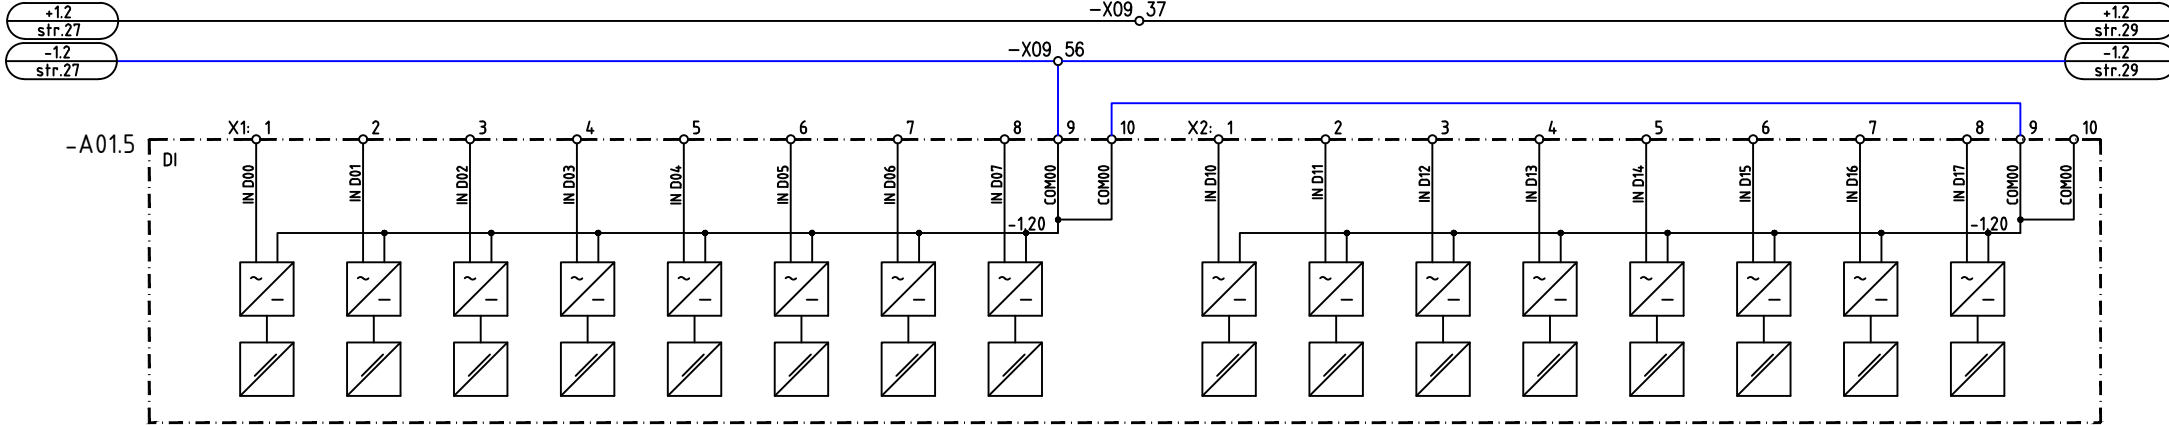 +1.2
str.27
-X09 37
+1.2
str.29
-1.2
str.27
-X09 56
-1.2
str.29
-A01.5
DI
X1: 1 2 3 4 5 6 7 8 9 10
X2: 1 2 3 4 5 6 7 8 9 10
IN D00
IN D01
IN D02
IN D03
IN D04
IN D05
IN D06
IN D07
COM00
COM00
IN D10
IN D11
IN D12
IN D13
IN D14
IN D15
IN D16
IN D17
COM00
COM00
-1.20
-1.20